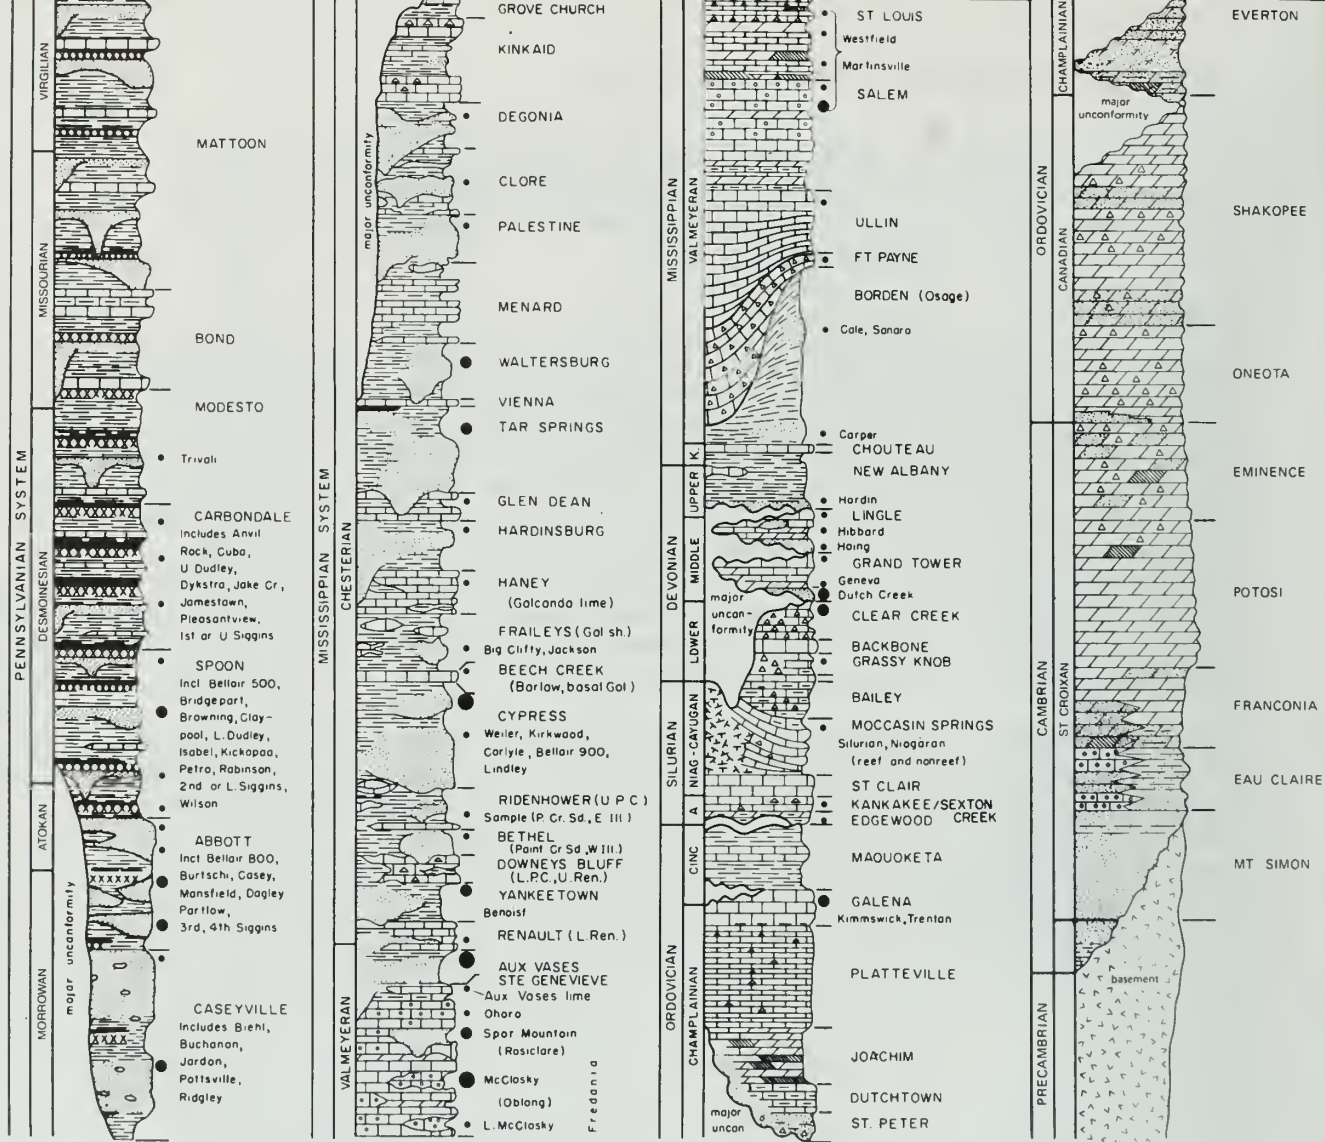 PENNSYLVANIAN SYSTEM
VIRGILIAN
MISSOURIAN
DESMOINESIAN
ATOKAN
MORROWAN
major unconformity
MATTOON
BOND
MODESTO
Trivoli
CARBONDALE
Includes Anvil
Rock, Cuba,
U Dudley,
Dykstra, Jake Cr,
Jamestown,
Pleasantview,
1st or U Siggins
SPOON
Incl Bellair 500,
Bridgeport,
Browning, Clay-
pool, L. Dudley,
Isabel, Kickapoo,
Petro, Robinson,
2nd or L. Siggins,
Wilson
ABBOTT
Incl Bellair 800,
Burtschi, Casey,
Mansfield, Dagley
Partlow,
3rd, 4th Siggins
CASEYVILLE
Includes Biehl,
Buchanan,
Jordon,
Pottsville,
Ridgley
MISSISSIPPIAN SYSTEM
CHESTERIAN
VALMEYERAN
major unconformity
GROVE CHURCH
KINKAID
DEGONIA
CLORE
PALESTINE
MENARD
WALTERSBURG
VIENNA
TAR SPRINGS
GLEN DEAN
HARDINSBURG
HANEY
(Golconda lime)
FRAILEYS (Gol sh.)
Big Clifty, Jackson
BEECH CREEK
(Barlow, basal Gol)
CYPRESS
Weiler, Kirkwood,
Carlyle, Bellair 900,
Lindley
RIDENHOWER (U P C)
Sample (P. Cr. Sd., E Ill)
BETHEL
(Paint Cr Sd, W Ill.)
DOWNEYS BLUFF
(L.P.C., U. Ren.)
YANKEETOWN
Benoist
RENAULT (L. Ren.)
AUX VASES
STE GENEVIEVE
Aux Vases lime
Ohara
Spar Mountain
(Rosiclare)
McClosky
(Oblong)
L. McClosky
Fredonia
MISSISSIPPIAN
VALMEYERAN
K.
DEVONIAN
UPPER
MIDDLE
LOWER
SILURIAN
NIAG-CAYUGAN
A
ORDOVICIAN
CINC
CHAMPLAINIAN
ST LOUIS
Westfield
Martinsville
SALEM
ULLIN
FT PAYNE
BORDEN (Osage)
Cole, Sonora
Carper
CHOUTEAU
NEW ALBANY
Hardin
LINGLE
Hibbard
Hoing
GRAND TOWER
Geneva
Dutch Creek
major
uncon-
formity
CLEAR CREEK
BACKBONE
GRASSY KNOB
BAILEY
MOCCASIN SPRINGS
Silurian, Niagaran
(reef and nonreef)
ST CLAIR
KANKAKEE/SEXTON
EDGEWOOD CREEK
MAQUOKETA
GALENA
Kimmswick, Trenton
PLATTEVILLE
JOACHIM
DUTCHTOWN
ST. PETER
major
uncon
ORDOVICIAN
CHAMPLAINIAN
CANADIAN
CAMBRIAN
ST CROIXAN
PRECAMBRIAN
EVERTON
major
unconformity
SHAKOPEE
ONEOTA
EMINENCE
POTOSI
FRANCONIA
EAU CLAIRE
MT SIMON
basement